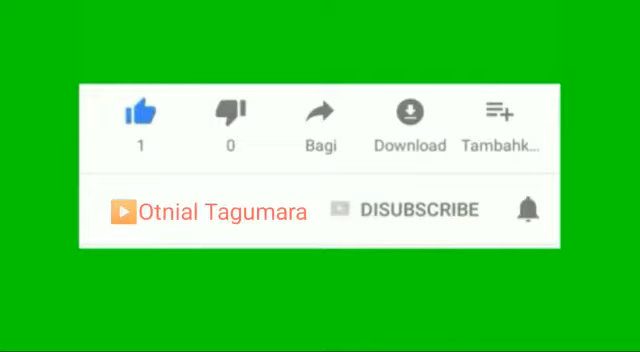 1 0 Bagi Download Tambahk...
Otnial Tagumara DISUBSCRIBE